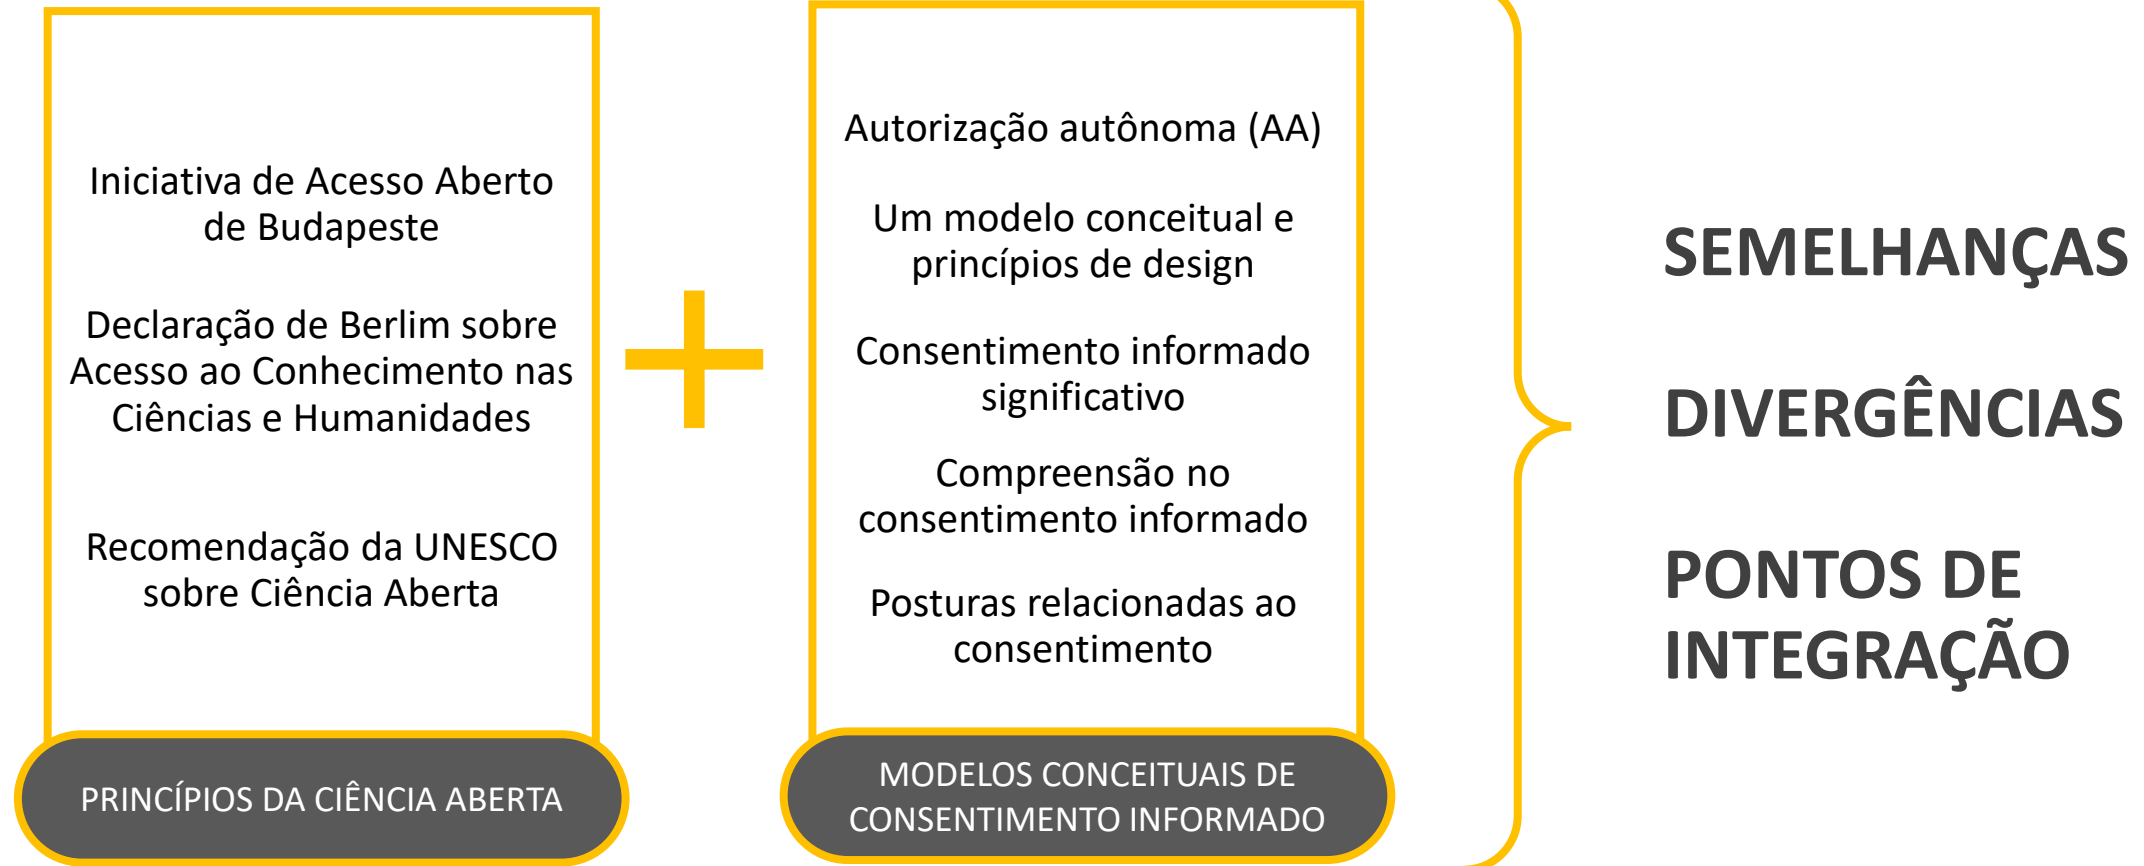 Iniciativa de Acesso Aberto
de Budapeste
Declaração de Berlim sobre
Acesso ao Conhecimento nas
Ciências e Humanidades
Recomendação da UNESCO
sobre Ciência Aberta
PRINCÍPIOS DA CIÊNCIA ABERTA
Autorização autônoma (AA)
Um modelo conceitual e
princípios de design
Consentimento informado
significativo
Compreensão no
consentimento informado
Posturas relacionadas ao
consentimento
MODELOS CONCEITUAIS DE
CONSENTIMENTO INFORMADO
SEMELHANÇAS
DIVERGÊNCIAS
PONTOS DE
INTEGRAÇÃO